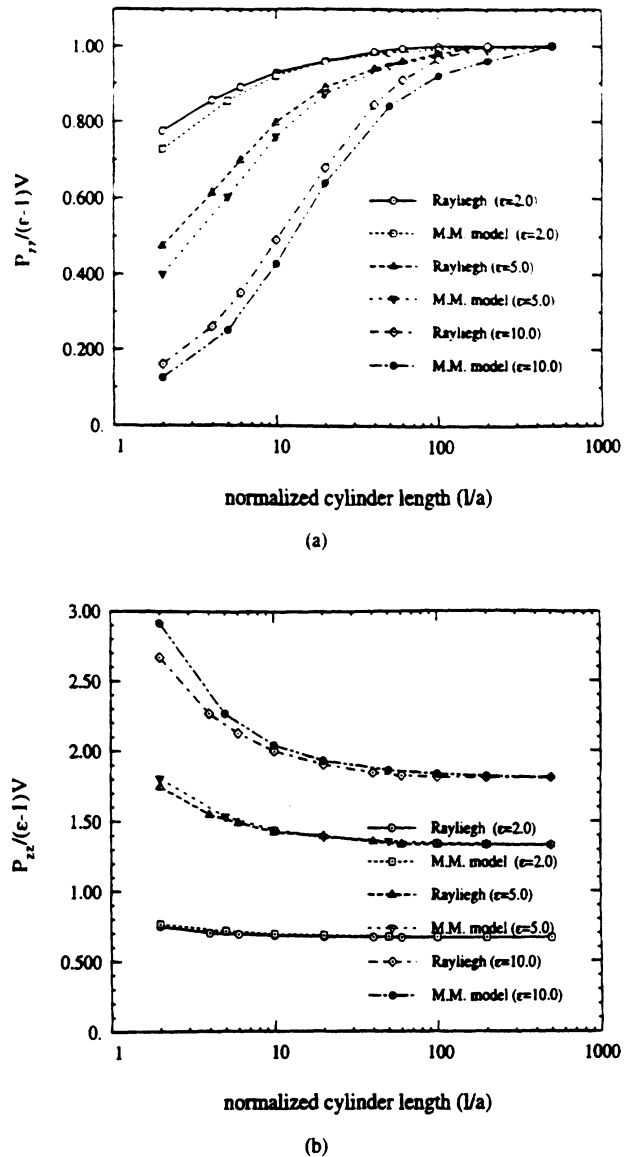 1.00
0.800
0.600
0.400
0.200
0.
1
10
100
1000
Rayliegh (ε=2.0)
M.M. model (ε=2.0)
Rayliegh (ε=5.0)
M.M. model (ε=5.0)
Rayliegh (ε=10.0)
M.M. model (ε=10.0)
normalized cylinder length (l/a)
(a)
3.00
2.50
2.00
1.50
1.00
0.500
0.
P_zz/(ε-1)V
1
10
100
1000
Rayliegh (ε=2.0)
M.M. model (ε=2.0)
Rayliegh (ε=5.0)
M.M. model (ε=5.0)
Rayliegh (ε=10.0)
M.M. model (ε=10.0)
normalized cylinder length (l/a)
(b)